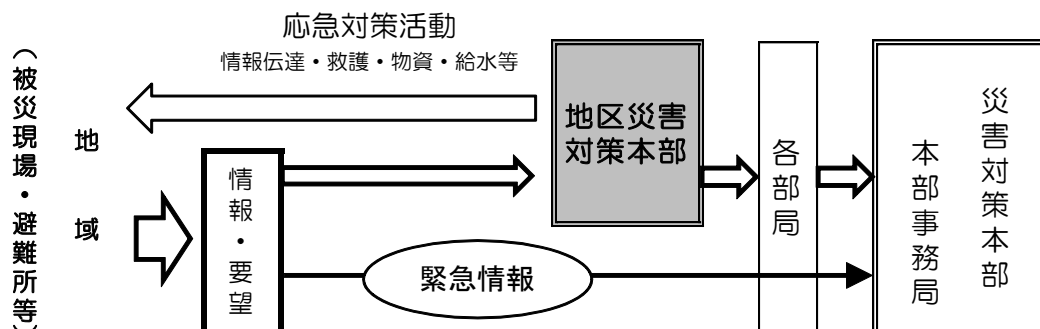 応急対策活動
情報伝達・救護・物資・給水等
（被災現場・避難所等）
地域
情報・要望
地区災害
対策本部
緊急情報
各部局
本部事務局
災害対策本部